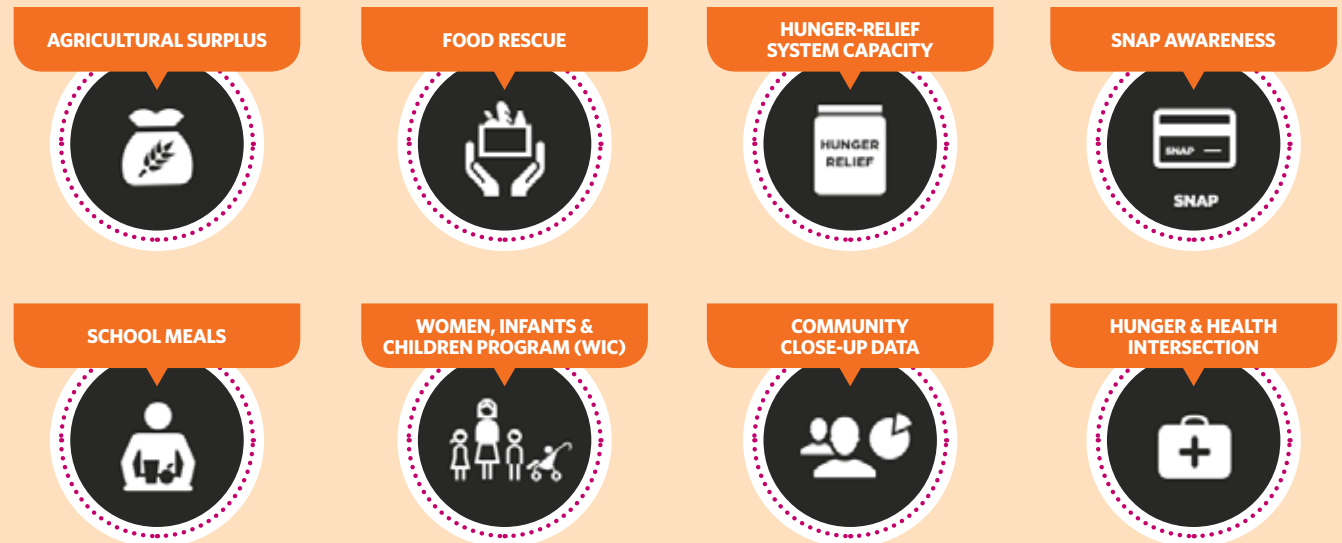 AGRICULTURAL SURPLUS
FOOD RESCUE
HUNGER-RELIEF
SYSTEM CAPACITY
SNAP AWARENESS
HUNGER
RELIEF
SNAP
SNAP
SCHOOL MEALS
WOMEN, INFANTS &
CHILDREN PROGRAM (WIC)
COMMUNITY
CLOSE-UP DATA
HUNGER & HEALTH
INTERSECTION